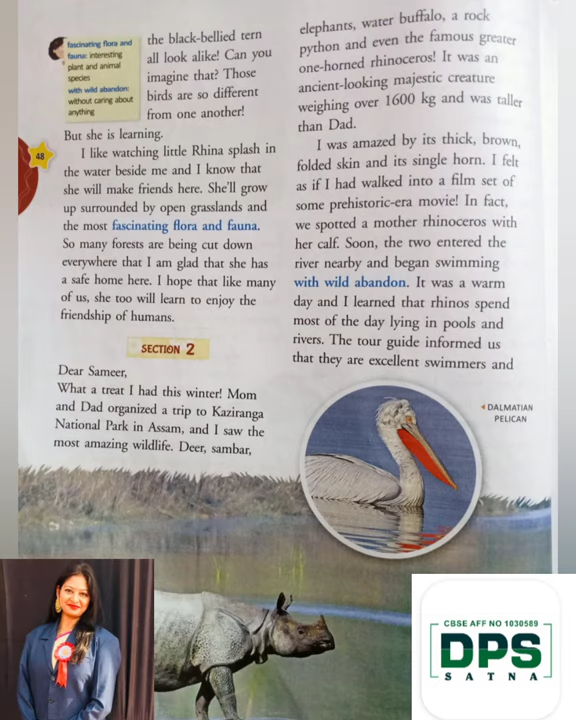 fascinating flora and
fauna: interesting
plant and animal
species
with wild abandon:
without caring about
anything
the black-bellied tern
all look alike! Can you
imagine that? Those
birds are so different
from one another!
But she is learning.
48
I like watching little Rhina splash in
the water beside me and I know that
she will make friends here. She'll grow
up surrounded by open grasslands and
the most fascinating flora and fauna.
So many forests are being cut down
everywhere that I am glad that she has
a safe home here. I hope that like many
of us, she too will learn to enjoy the
friendship of humans.
SECTION 2
Dear Sameer,
What a treat I had this winter! Mom
and Dad organized a trip to Kaziranga
National Park in Assam, and I saw the
most amazing wildlife. Deer, sambar,
elephants, water buffalo, a rock
python and even the famous greater
one-horned rhinoceros! It was an
ancient-looking majestic creature
weighing over 1600 kg and was taller
than Dad.
I was amazed by its thick, brown,
folded skin and its single horn. I felt
as if I had walked into a film set of
some prehistoric-era movie! In fact,
we spotted a mother rhinoceros with
her calf. Soon, the two entered the
river nearby and began swimming
with wild abandon. It was a warm
day and I learned that rhinos spend
most of the day lying in pools and
rivers. The tour guide informed us
that they are excellent swimmers and
DALMATIAN
PELICAN
CBSE AFF NO 1030589
DPS
SATNA